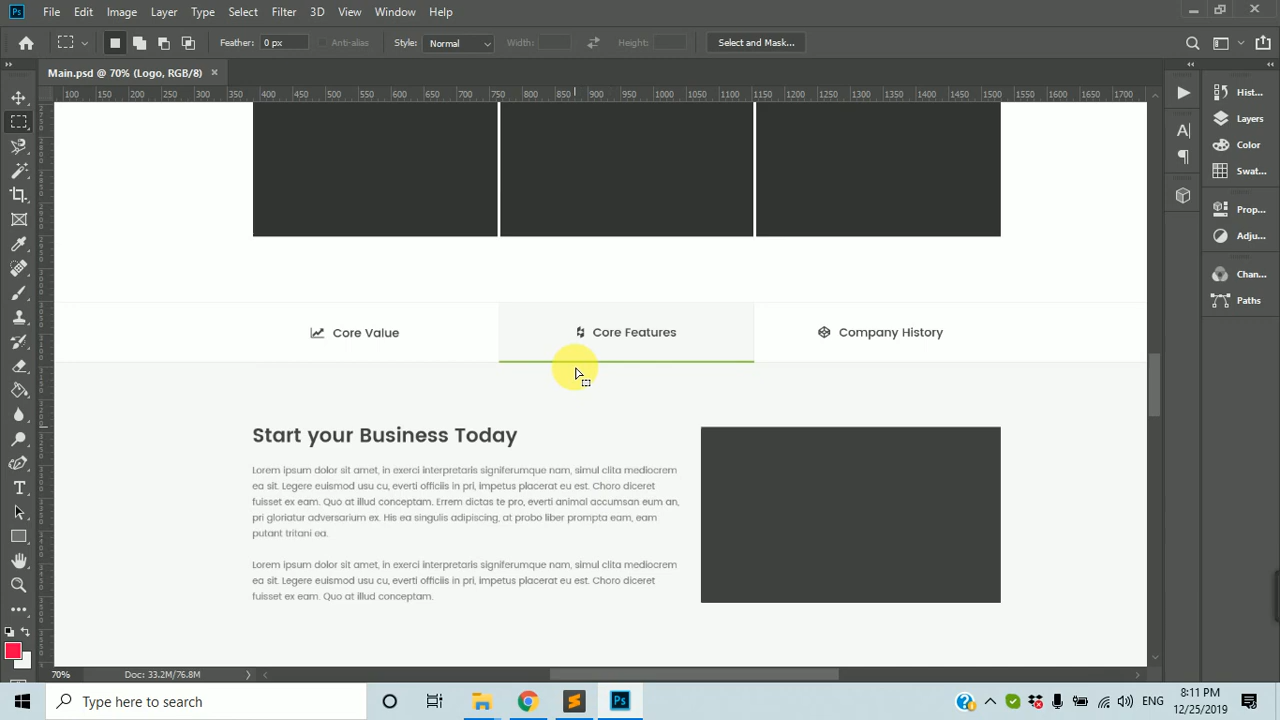 Ps File Edit Image Layer Type Select Filter 3D View Window Help
Feather: 0 px Anti-alias Style: Normal Width: Height: Select and Mask...
Main.psd @ 70% (Logo, RGB/8) ×
100 150 200 250 300 350 400 450 500 550 600 650 700 750 800 850 900 950 1000 1050 1100 1150 1200 1250 1300 1350 1400 1450 1500 1550 1600 1650 1700
Hist...
Layers
Color
Swat...
Prop...
Adju...
Chan...
Paths
Core Value
Core Features
Company History
Start your Business Today
Lorem ipsum dolor sit amet, in exerci interpretaris signiferumque nam, simul clita mediocrem
ea sit. Legere euismod usu cu, everti officiis in pri, impetus placerat eu est. Choro diceret
fuisset ex eam. Quo at illud conceptam. Errem dictas te pro, everti animal accumsan eum an,
pri gloriatur adversarium ex. His ea singulis adipiscing, at probo liber prompta eam, eam
putant tritani ea.
Lorem ipsum dolor sit amet, in exerci interpretaris signiferumque nam, simul clita mediocrem
ea sit. Legere euismod usu cu, everti officiis in pri, impetus placerat eu est. Choro diceret
fuisset ex eam. Quo at illud conceptam.
70% Doc: 33.2M/76.8M
Type here to search
Ps
ENG
8:11 PM
12/25/2019